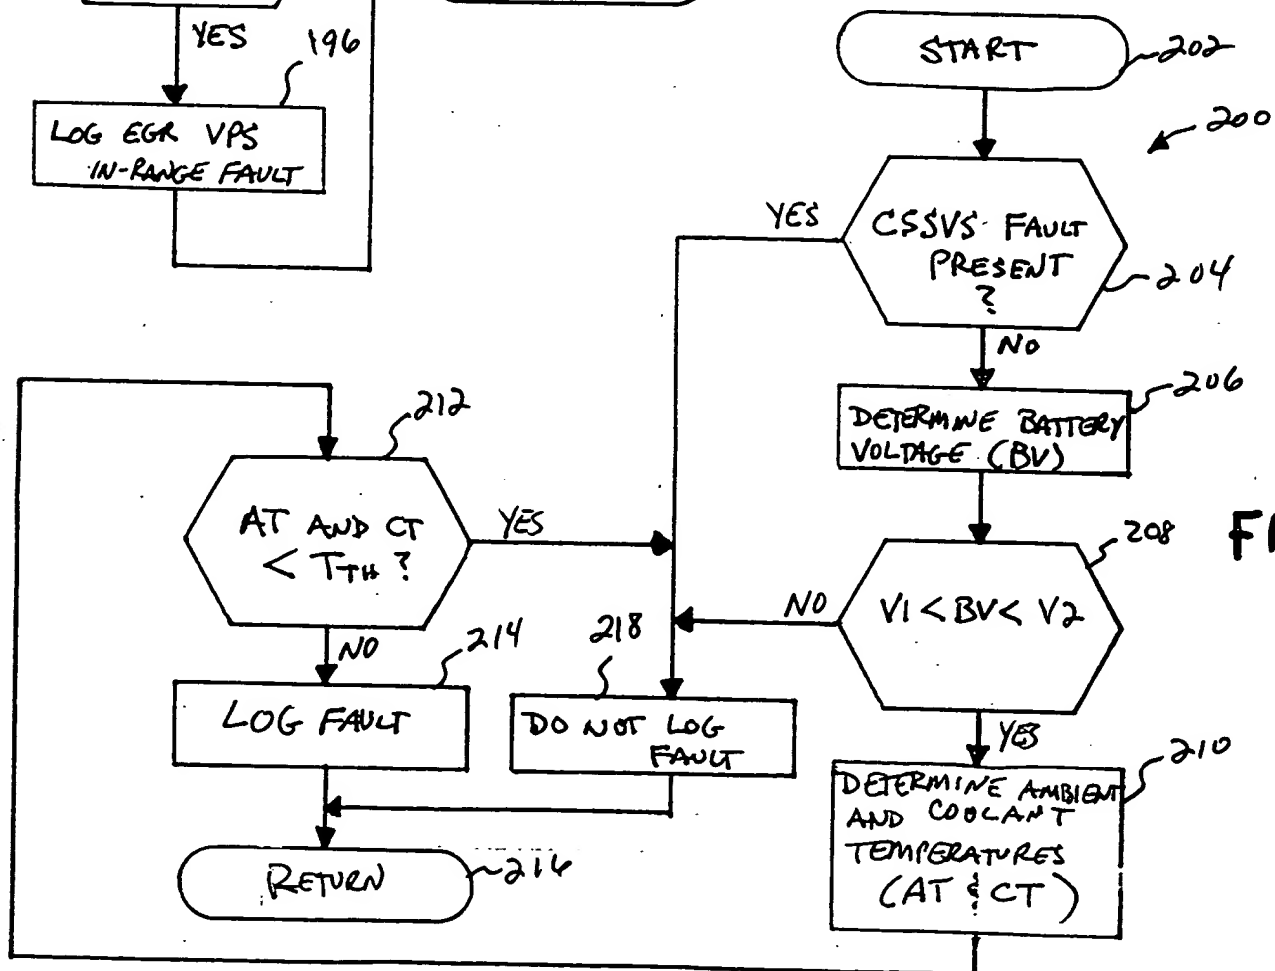 YES
196
LOG EGR VPS
IN-RANGE FAULT
START
202
200
CSSVS FAULT
PRESENT
?
204
YES
NO
206
DETERMINE BATTERY
VOLTAGE (BV)
212
AT AND CT
< TTH ?
YES
208
V1 < BV < V2
NO
YES
FI
NO
214
LOG FAULT
218
DO NOT LOG
FAULT
210
DETERMINE AMBIENT
AND COOLANT
TEMPERATURES
(AT & CT)
RETURN
216